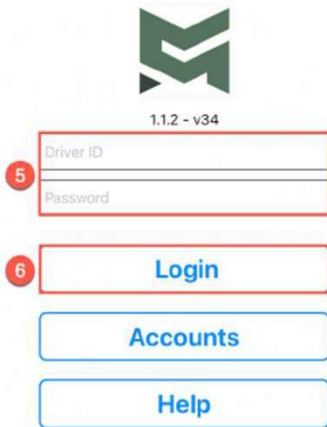 1.1.2 - v34
Driver ID
5
Password
6
Login
Accounts
Help